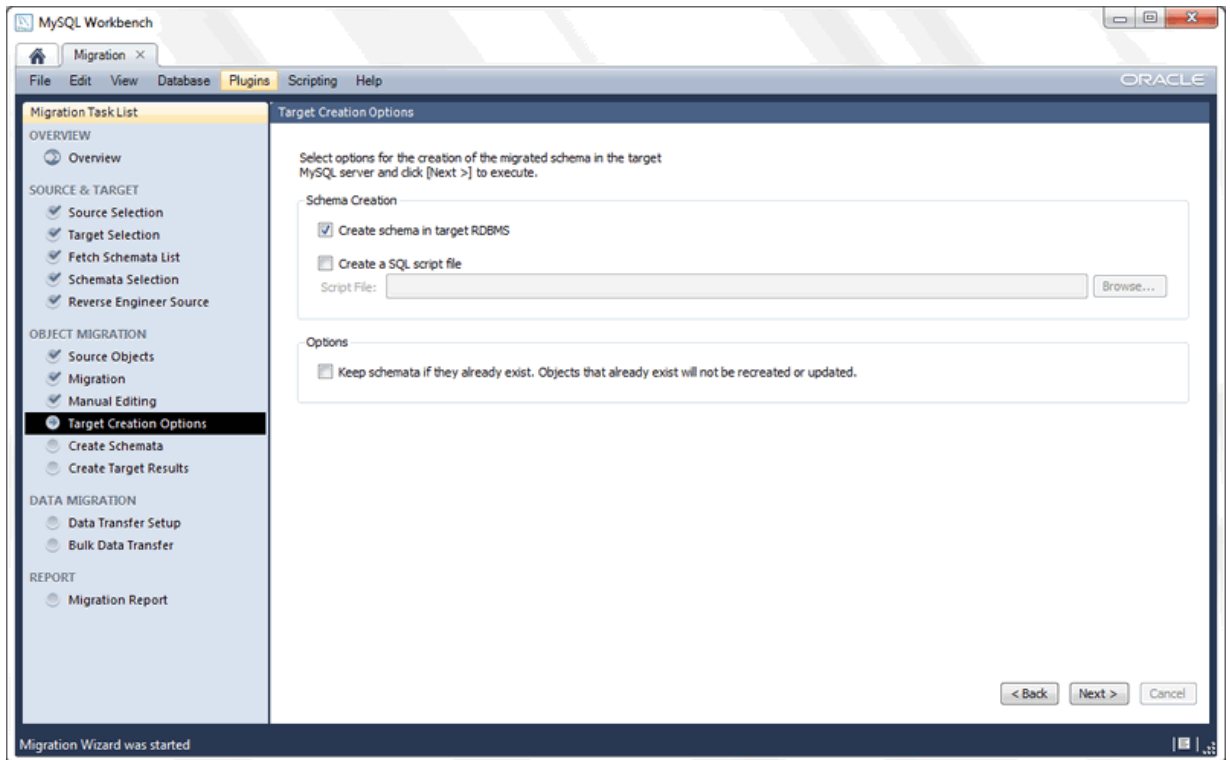 MySQL Workbench
Migration
File Edit View Database Plugins Scripting Help
ORACLE
Migration Task List
OVERVIEW
Overview
SOURCE & TARGET
Source Selection
Target Selection
Fetch Schemata List
Schemata Selection
Reverse Engineer Source
OBJECT MIGRATION
Source Objects
Migration
Manual Editing
Target Creation Options
Create Schemata
Create Target Results
DATA MIGRATION
Data Transfer Setup
Bulk Data Transfer
REPORT
Migration Report
Target Creation Options
Select options for the creation of the migrated schema in the target
MySQL server and click [Next >] to execute.
Schema Creation
Create schema in target RDBMS
Create a SQL script file
Script File:
Browse...
Options
Keep schemata if they already exist. Objects that already exist will not be recreated or updated.
< Back Next > Cancel
Migration Wizard was started